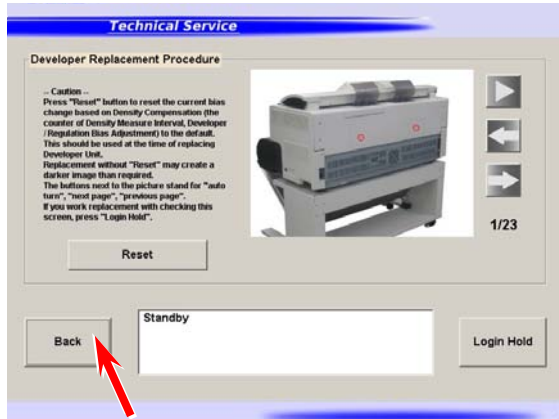 Technical Service
Developer Replacement Procedure
-- Caution --
Press "Reset" button to reset the current bias
change based on Density Compensation (the
counter of Density Measure Interval, Developer
/ Regulation Bias Adjustment) to the default.
This should be used at the time of replacing
Developer Unit.
Replacement without "Reset" may create a
darker image than required.
The buttons next to the picture stand for "auto
turn", "next page", "previous page".
If you work replacement with checking this
screen, press "Login Hold".
1/23
Reset
Standby
Back
Login Hold